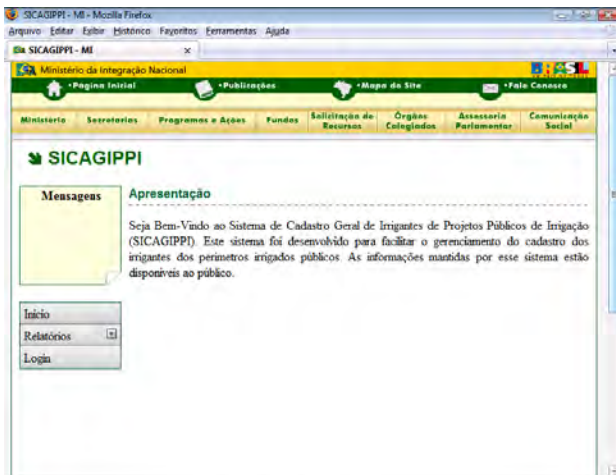 SICAGIPPI - MI - Mozilla Firefox
Arquivo Editar Exibir Histórico Favoritos Ferramentas Ajuda
SICAGIPPI - MI
Ministério da Integração Nacional
BRASIL
•Pagina Inicial •Publicações •Mapa do Site •Fale Conosco
Ministério Secretarias Programas e Ações Fundos Solicitação de Recursos Órgãos Colegiados Assessoria Parlamentar Comunicação Social
SICAGIPPI
Mensagens
Apresentação
Seja Bem-Vindo ao Sistema de Cadastro Geral de Irrigantes de Projetos Públicos de Irrigação
(SICAGIPPI). Este sistema foi desenvolvido para facilitar o gerenciamento do cadastro dos
irrigantes dos perimetros irrigados públicos. As informações mantidas por esse sistema estão
disponíveis ao público.
Início
Relatórios
Login